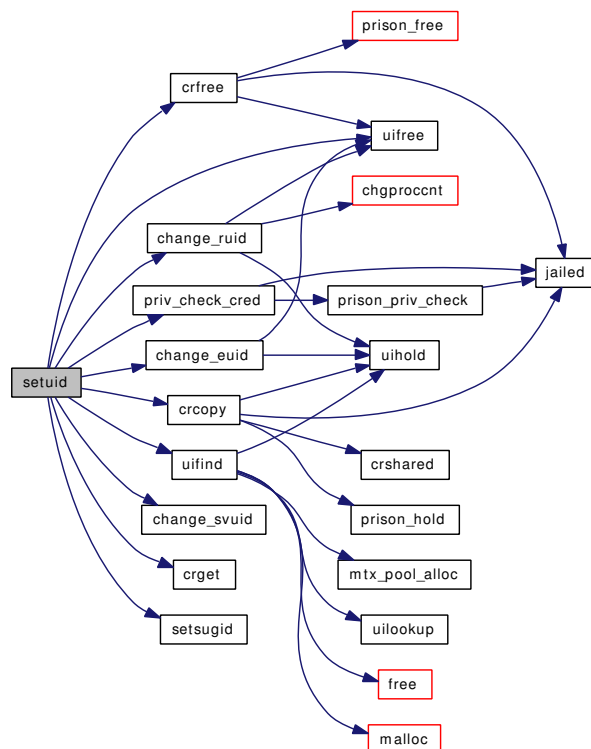 prison_free
crfree
uifree
chgproccnt
change_ruid
jailed
priv_check_cred
prison_priv_check
change_euid
uihold
setuid
crcopy
uifind
crshared
change_svuid
prison_hold
crget
mtx_pool_alloc
setsugid
uilookup
free
malloc